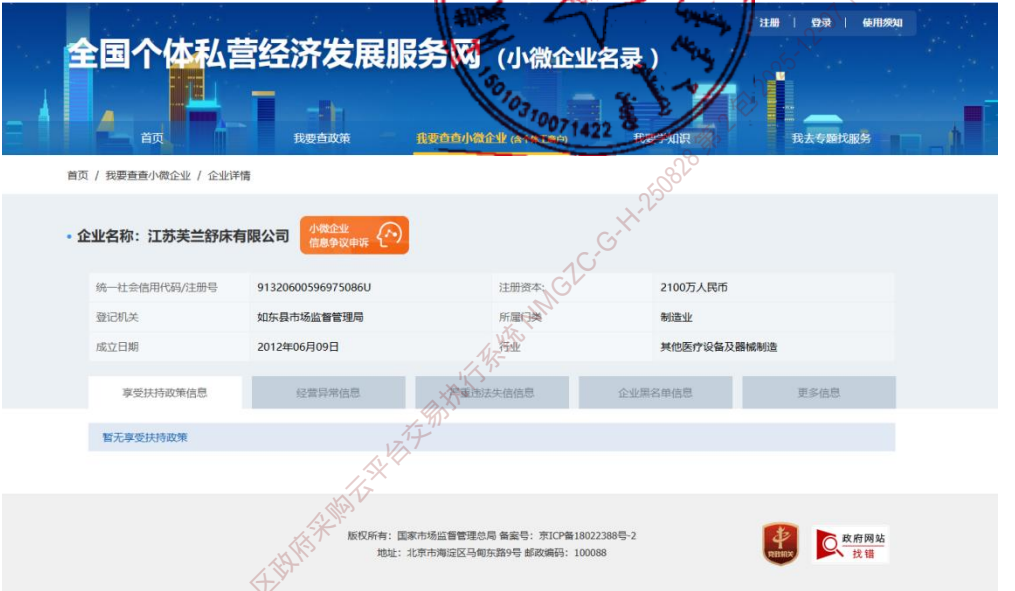 注册 | 登录 | 使用须知
全国个体私营经济发展服务网（小微企业名录）
首页 我要查政策 我要查查小微企业 我去专题找服务
15010310071422
首页 / 我要查查小微企业 / 企业详情
• 企业名称：江苏芙兰舒床有限公司
小微企业
信息争议申诉
统一社会信用代码/注册号 91320600596975086U 注册资本: 2100万人民币
登记机关 如东县市场监督管理局 所属门类 制造业
成立日期 2012年06月09日 行业 其他医疗设备及器械制造
享受扶持政策信息 经营异常信息 严重违法失信信息 企业黑名单信息 更多信息
暂无享受扶持政策
版权所有：国家市场监督管理总局 备案号：京ICP备18022388号-2
地址：北京市海淀区马甸东路9号 邮政编码：100088
党政机关
政府网站
找错
区政府采购云平台交易执行系统 HMGZC-G-H-250828